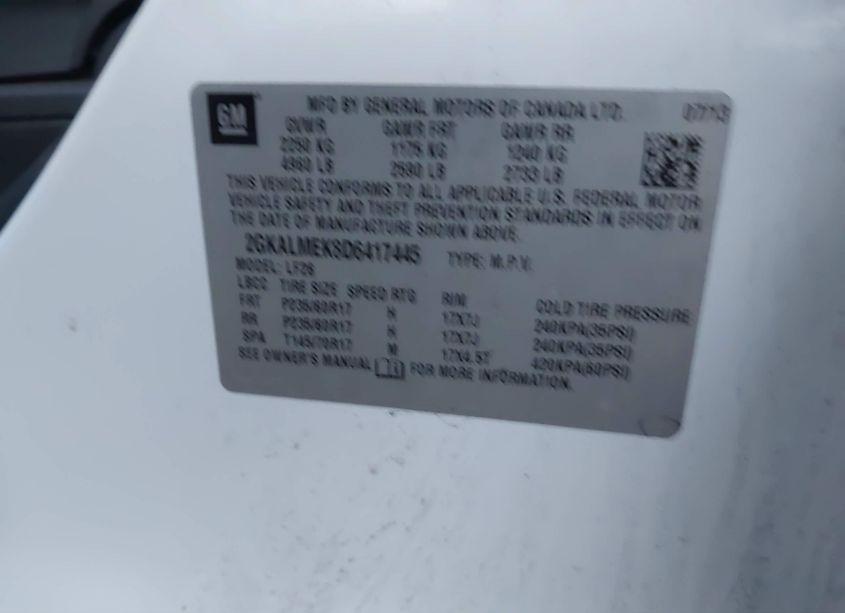 GM
MFD BY GENERAL MOTORS OF CANADA LTD. 07/13
GVWR GAWR FRT GAWR RR
2250 KG 1175 KG 1240 KG
4960 LB 2590 LB 2733 LB
THIS VEHICLE CONFORMS TO ALL APPLICABLE U.S. FEDERAL MOTOR
VEHICLE SAFETY AND THEFT PREVENTION STANDARDS IN EFFECT ON
THE DATE OF MANUFACTURE SHOWN ABOVE.
2GKALMEK8D6417445 TYPE: M.P.V.
MODEL: LF26
LBCC TIRE SIZE SPEED RTG RIM COLD TIRE PRESSURE
FRT P235/60R17 H 17X7J 240KPA(35PSI)
RR P235/60R17 H 17X7J 240KPA(35PSI)
SPA T145/70R17 M 17X4.5T 420KPA(60PSI)
SEE OWNER'S MANUAL FOR MORE INFORMATION.